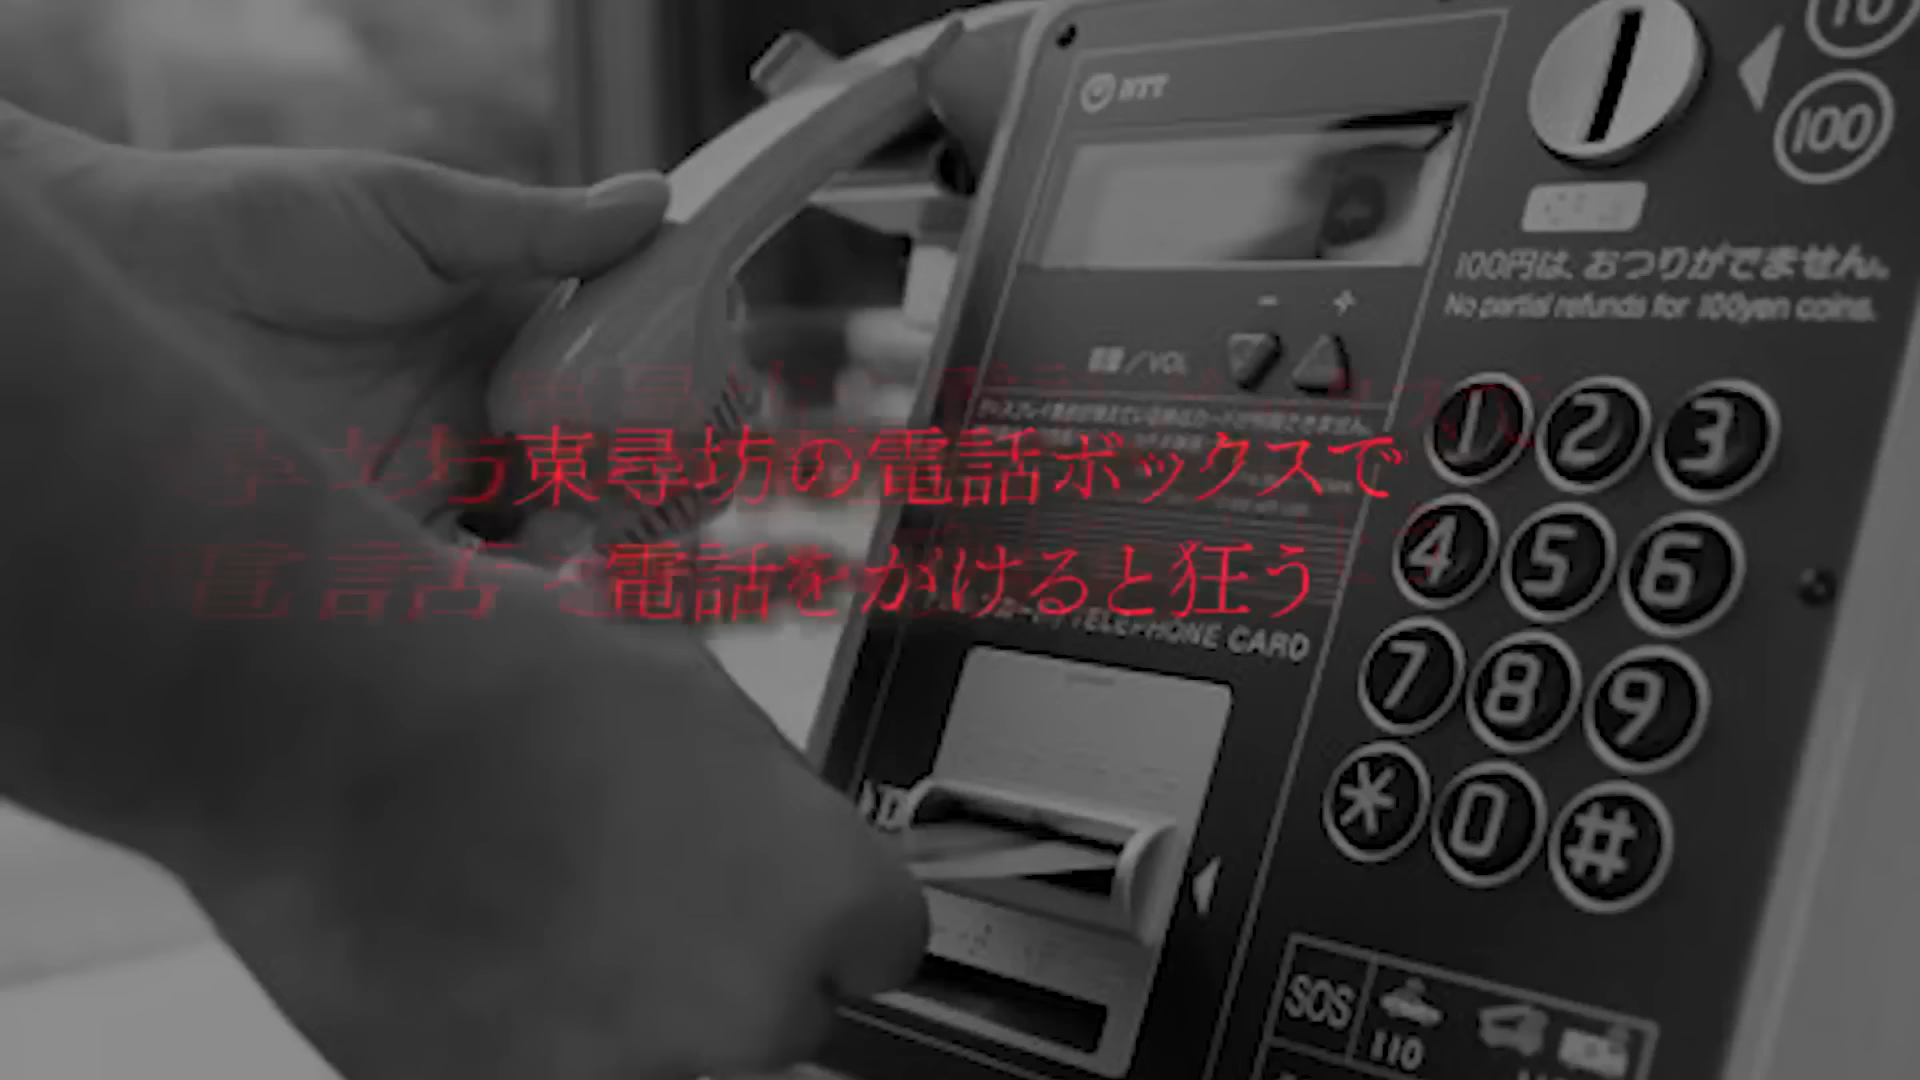 NTT
10
100
100円は、おつりがでません。
No partial refunds for 100yen coins.
− +
音量/VOL
1 2 3
東尋坊の電話ボックスで
4 5 6
電話をかけると狂う
TELEPHONE CARD
7 8 9
* 0 #
SOS
110